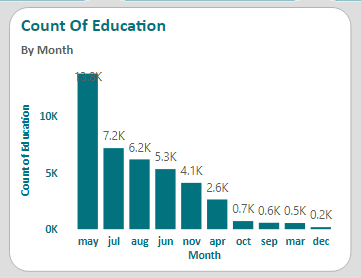 Count Of Education
By Month
Count of Education
10K
5K
0K
13.8K
7.2K
6.2K
5.3K
4.1K
2.6K
0.7K
0.6K
0.5K
0.2K
may jul aug jun nov apr oct sep mar dec
Month